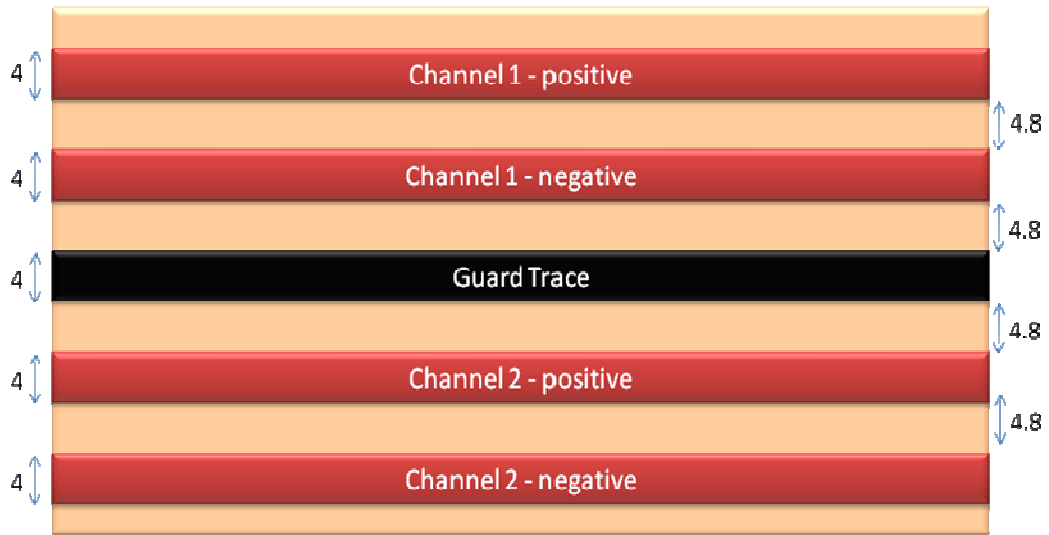 4
Channel 1 - positive
4.8
4
Channel 1 - negative
4.8
4
Guard Trace
4.8
4
Channel 2 - positive
4.8
4
Channel 2 - negative